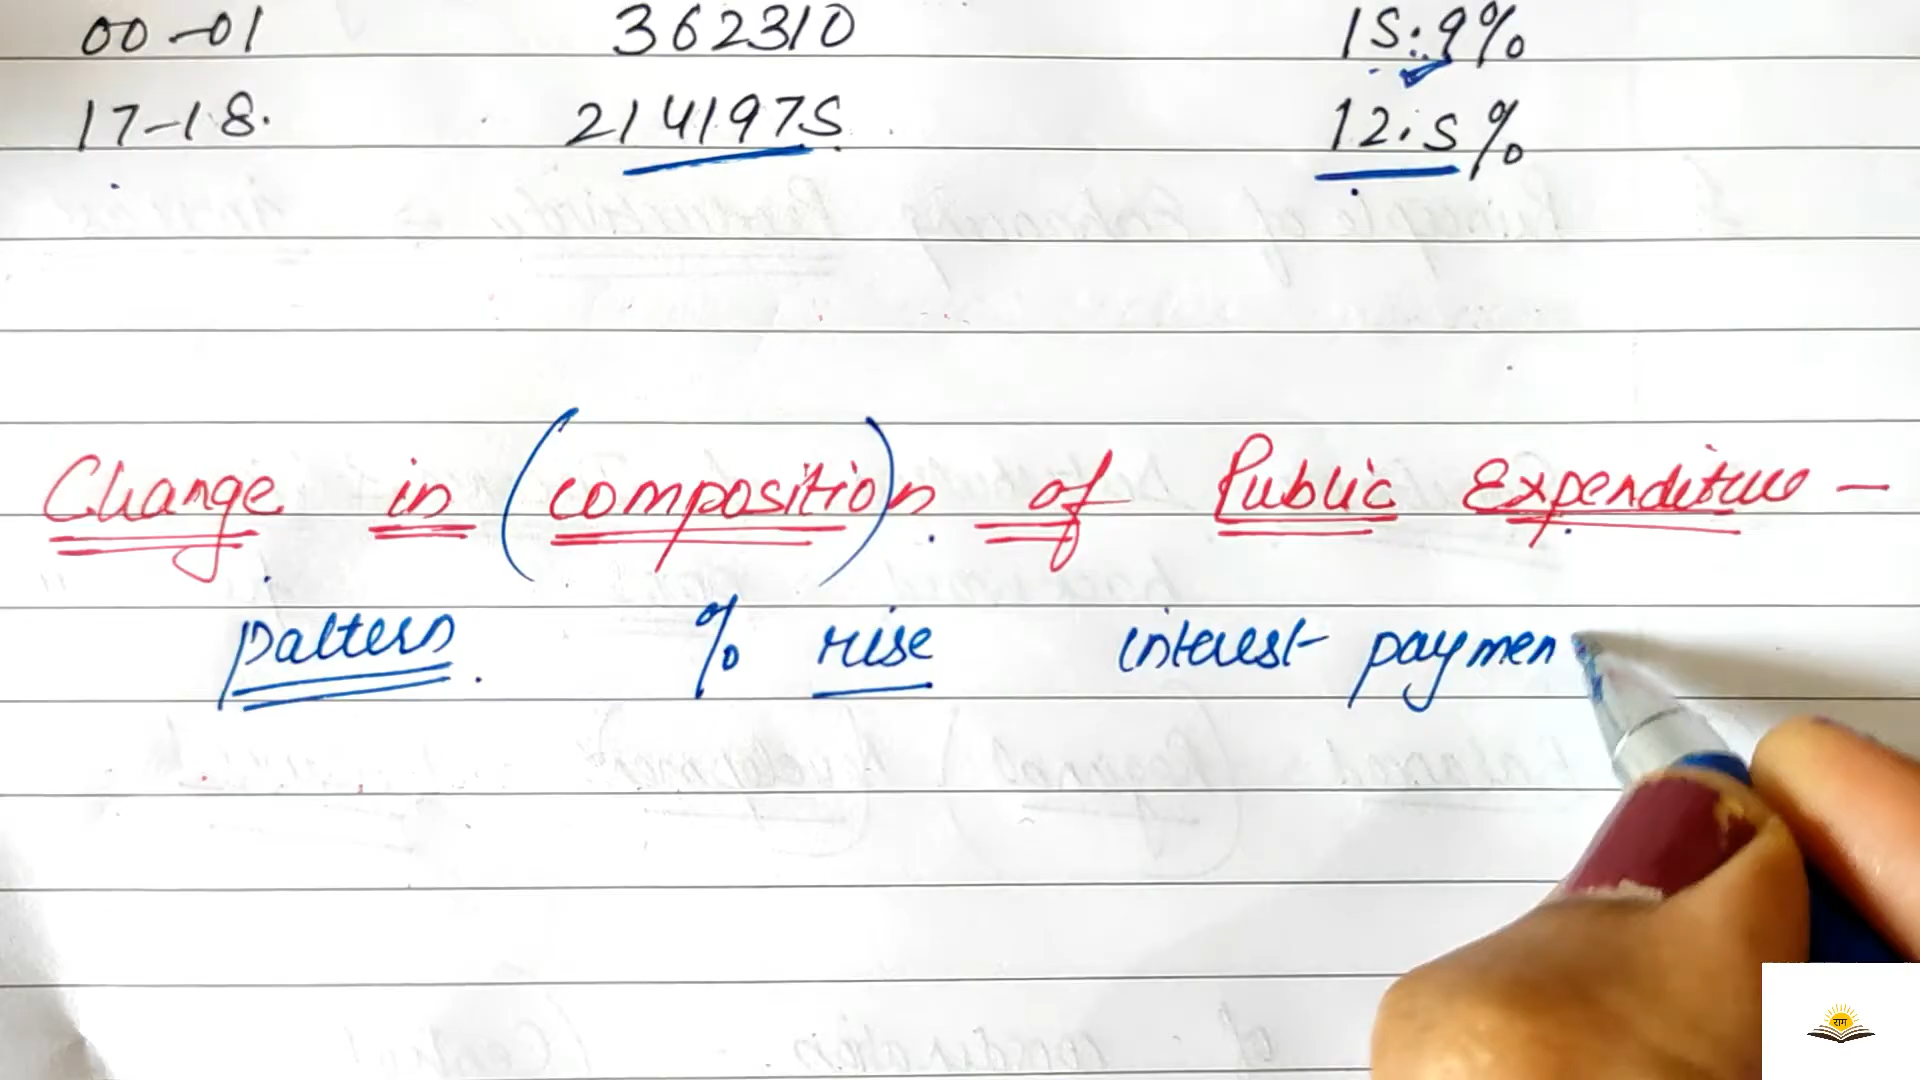 00-01 362310 15.9%
17-18. 2141975 12.5%
Change in (composition) of Public Expenditure -
pattern. % rise interest paymen
राम